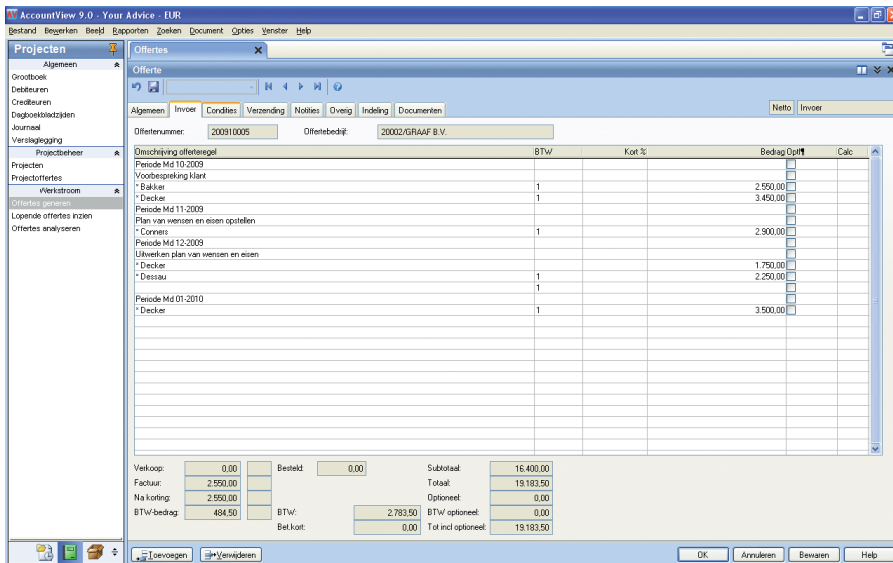 AccountView 9.0 - Your Advice - EUR
Bestand Bewerken Beeld Rapporten Zoeken Document Opties Venster Help
Projecten
Algemeen
Grootboek
Debiteuren
Crediteuren
Dagboekbladzijden
Journaal
Verslaglegging
Projectbeheer
Projecten
Projectoffertes
Werkstroom
Offertes generen
Lopende offertes inzien
Offertes analyseren
Offertes
Offerte
Algemeen Invoer Condities Verzending Notities Overig Indeling Documenten
Netto Invoer
Offertenummer: 200910005 Offertebedrijf: 20002/GRAAF B.V.
Omschrijving offerteregel BTW Kort % Bedrag Optl¶ Calc
Periode Md 10-2009
Voorbespreking klant
* Bakker 1 2.550,00
* Decker 1 3.450,00
Periode Md 11-2009
Plan van wensen en eisen opstellen
* Conners 1 2.900,00
Periode Md 12-2009
Uitwerken plan van wensen en eisen
* Decker 1.750,00
* Dessau 1 2.250,00
1
Periode Md 01-2010
* Decker 1 3.500,00
Verkoop: 0,00 Besteld: 0,00 Subtotaal: 16.400,00
Factuur: 2.550,00 Totaal: 19.183,50
Na korting: 2.550,00 Optioneel: 0,00
BTW-bedrag: 484,50 BTW: 2.783,50 BTW optioneel: 0,00
Bet.kort: 0,00 Tot incl optioneel: 19.183,50
Toevoegen Verwijderen OK Annuleren Bewaren Help